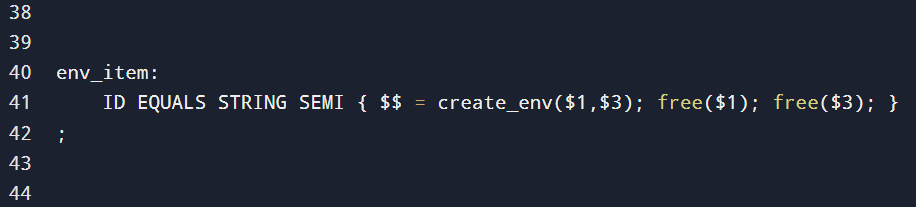 38
39
40 env_item:
41 ID EQUALS STRING SEMI { $$ = create_env($1,$3); free($1); free($3); }
42 ;
43
44